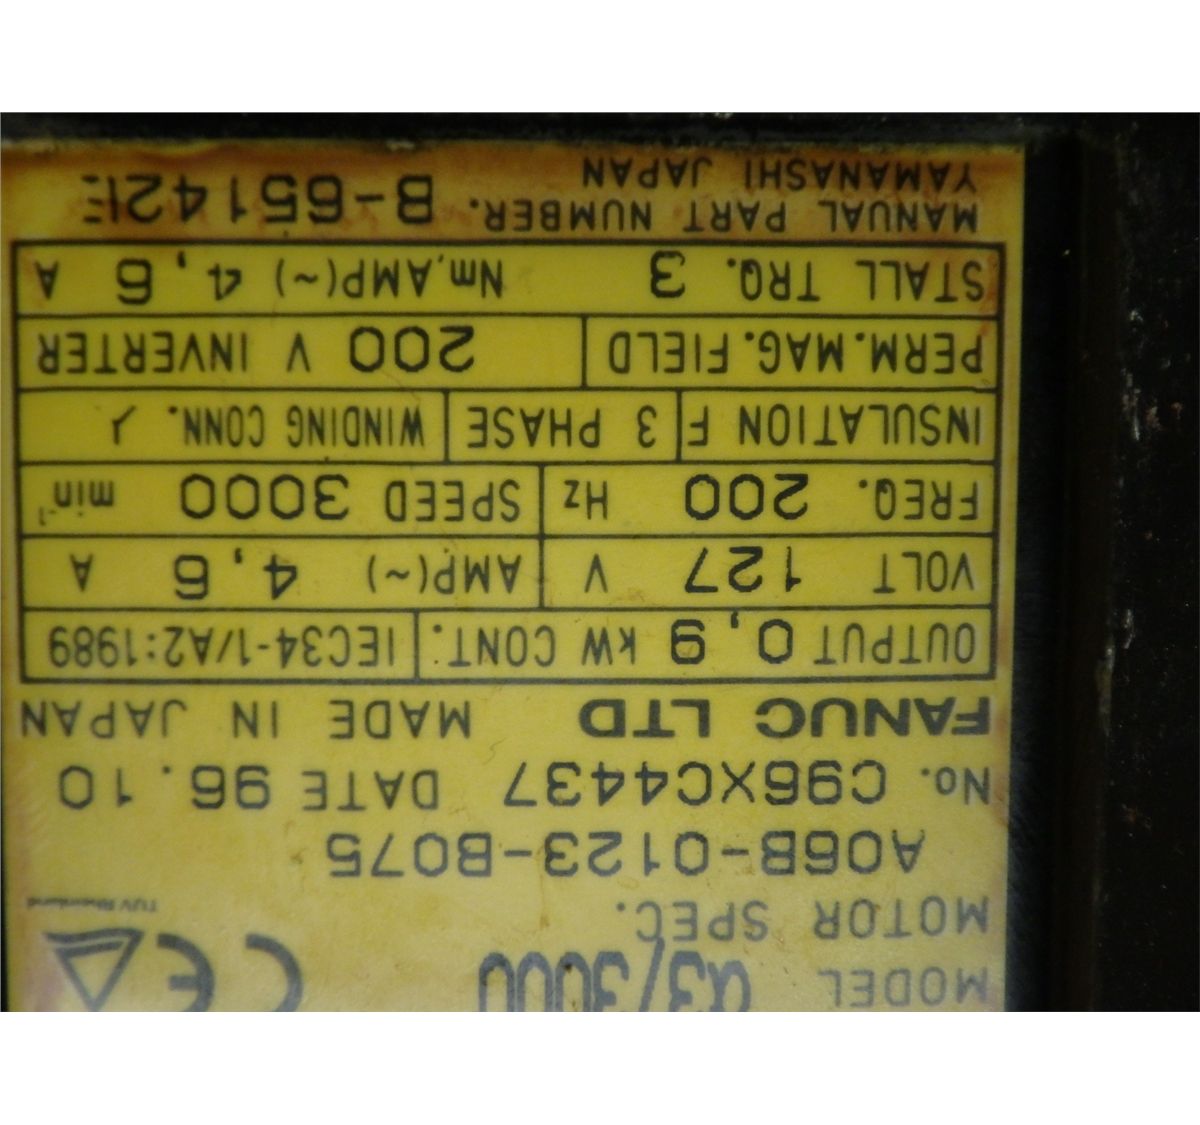 MODEL α3/3000
MOTOR SPEC.
A06B-0123-B075
TUV Rheinland
No. C96XC4437 DATE 96.10
FANUC LTD MADE IN JAPAN
OUTPUT 0,9 kW CONT. IEC34-1/A2:1989
VOLT 127 V AMP(~) 4,6 A
FREQ. 200 Hz SPEED 3000 min⁻¹
INSULATION F 3 PHASE WINDING CONN. Y
PERM.MAG.FIELD 200 V INVERTER
STALL TRQ. 3 Nm,AMP(~) 4,6 A
MANUAL PART NUMBER. B-65142E
YAMANASHI JAPAN